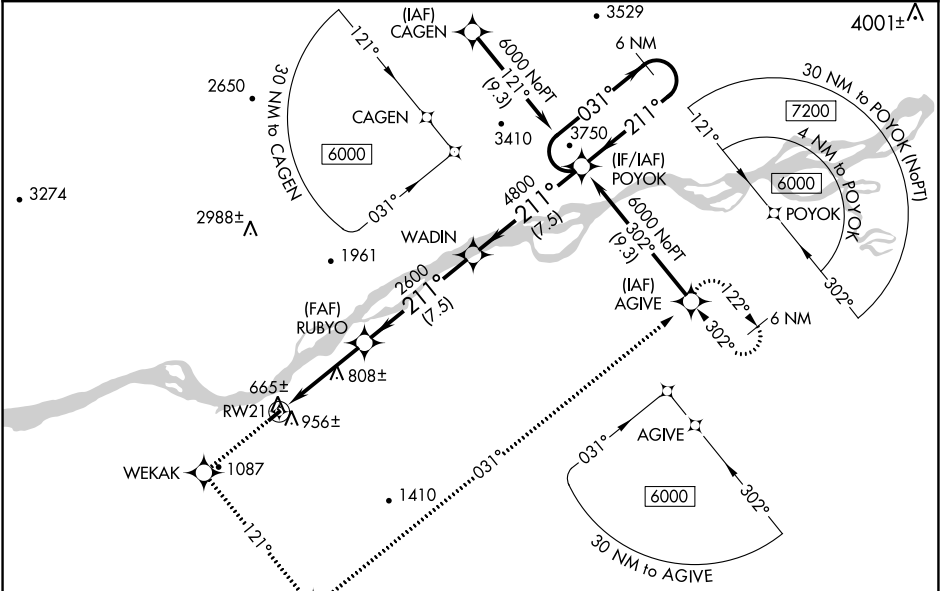 (IAF)
CAGEN
3529
4001±
6 NM
6000 NoPT
121°
(9.3)
031°
211°
121°
30 NM to CAGEN
CAGEN
6000
031°
2650
3410
3750
(IF/IAF)
POYOK
30 NM to POYOK (NoPT)
7200
121°
4 NM to POYOK
6000
POYOK
302°
3274
2988±
1961
4800
211°
(7.5)
WADIN
6000 NoPT
302°
(9.3)
2600
211°
(7.5)
(FAF)
RUBYO
(IAF)
AGIVE
122°
302°
6 NM
808±
665±
RW21
956±
WEKAK
1087
1410
031°
121°
031°
AGIVE
6000
302°
30 NM to AGIVE